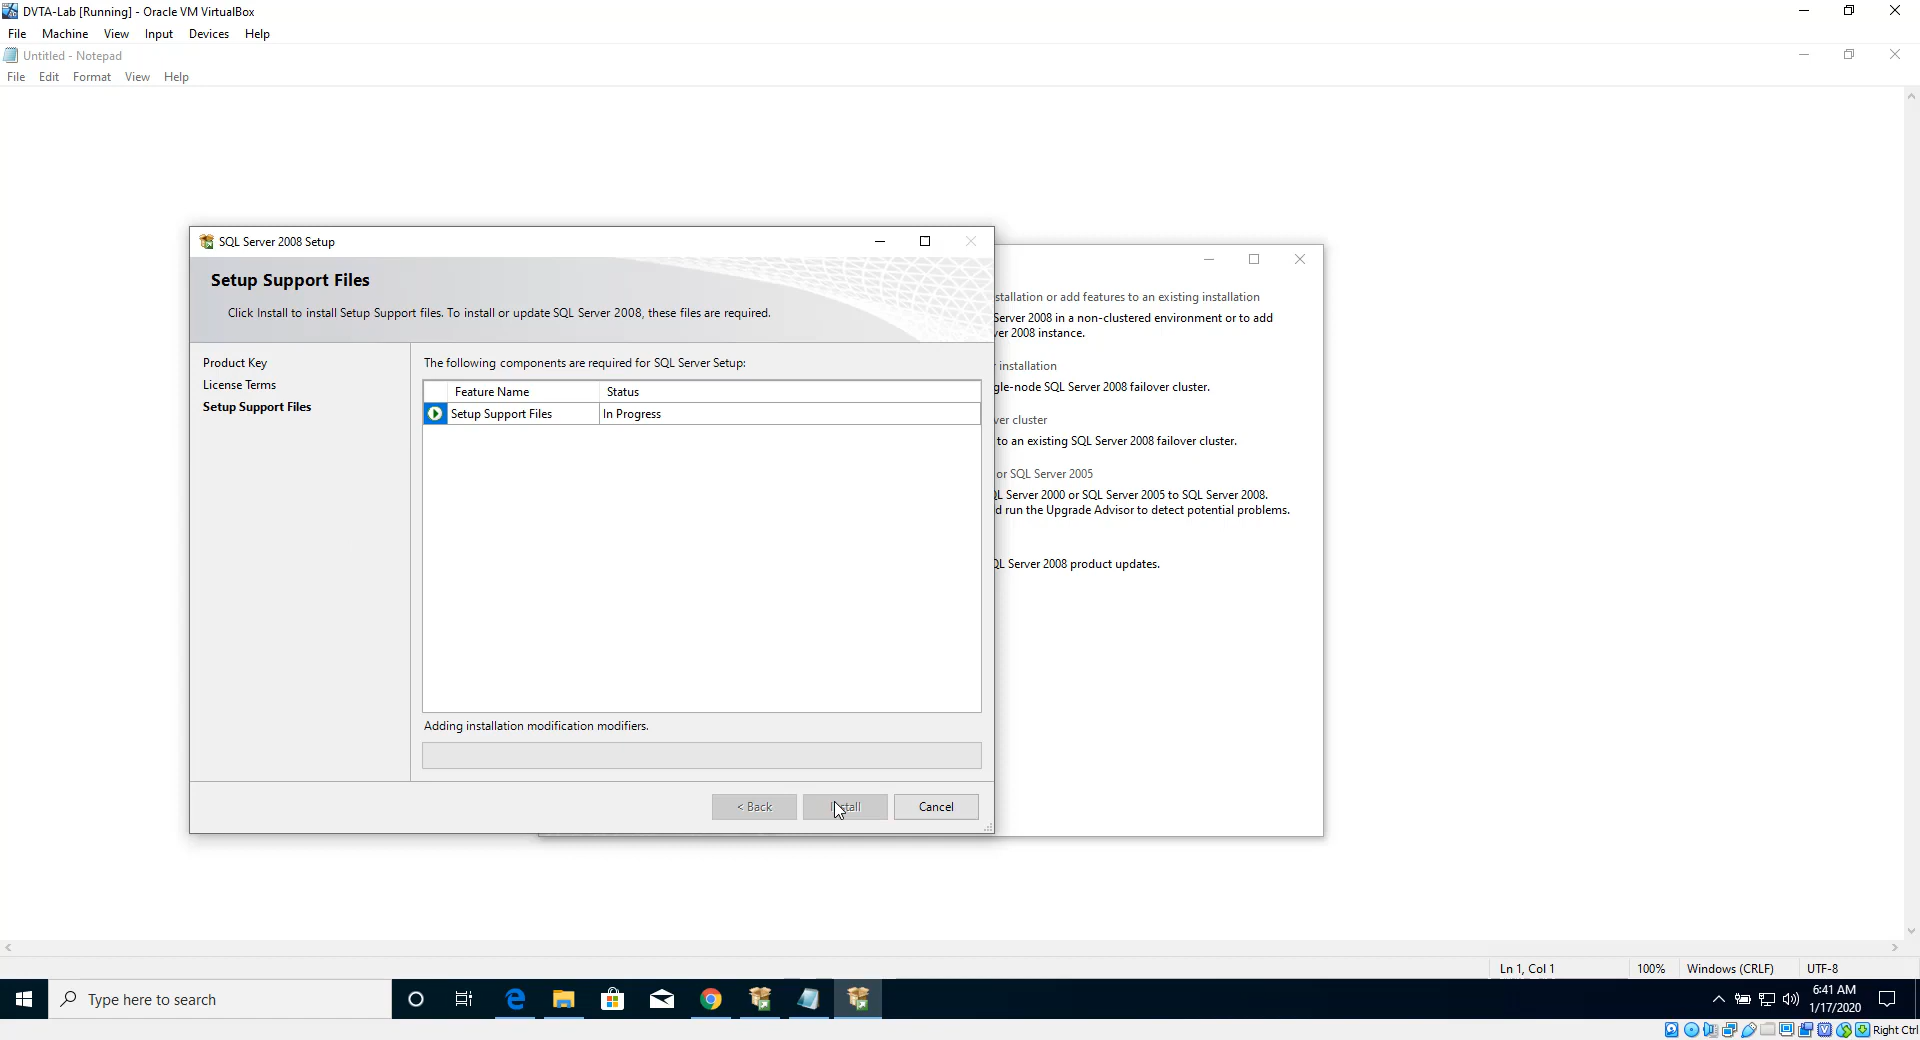 DVTA-Lab [Running] - Oracle VM VirtualBox
File Machine View Input Devices Help
Untitled - Notepad
File Edit Format View Help
SQL Server 2008 Setup
Setup Support Files
Click Install to install Setup Support files. To install or update SQL Server 2008, these files are required.
Product Key
License Terms
Setup Support Files
The following components are required for SQL Server Setup:
Feature Name Status
Setup Support Files In Progress
Adding installation modification modifiers.
< Back Install Cancel
stallation or add features to an existing installation
Server 2008 in a non-clustered environment or to add
ver 2008 instance.
installation
gle-node SQL Server 2008 failover cluster.
ver cluster
to an existing SQL Server 2008 failover cluster.
or SQL Server 2005
QL Server 2000 or SQL Server 2005 to SQL Server 2008.
d run the Upgrade Advisor to detect potential problems.
QL Server 2008 product updates.
Ln 1, Col 1 100% Windows (CRLF) UTF-8
Type here to search
6:41 AM
1/17/2020
Right Ctrl